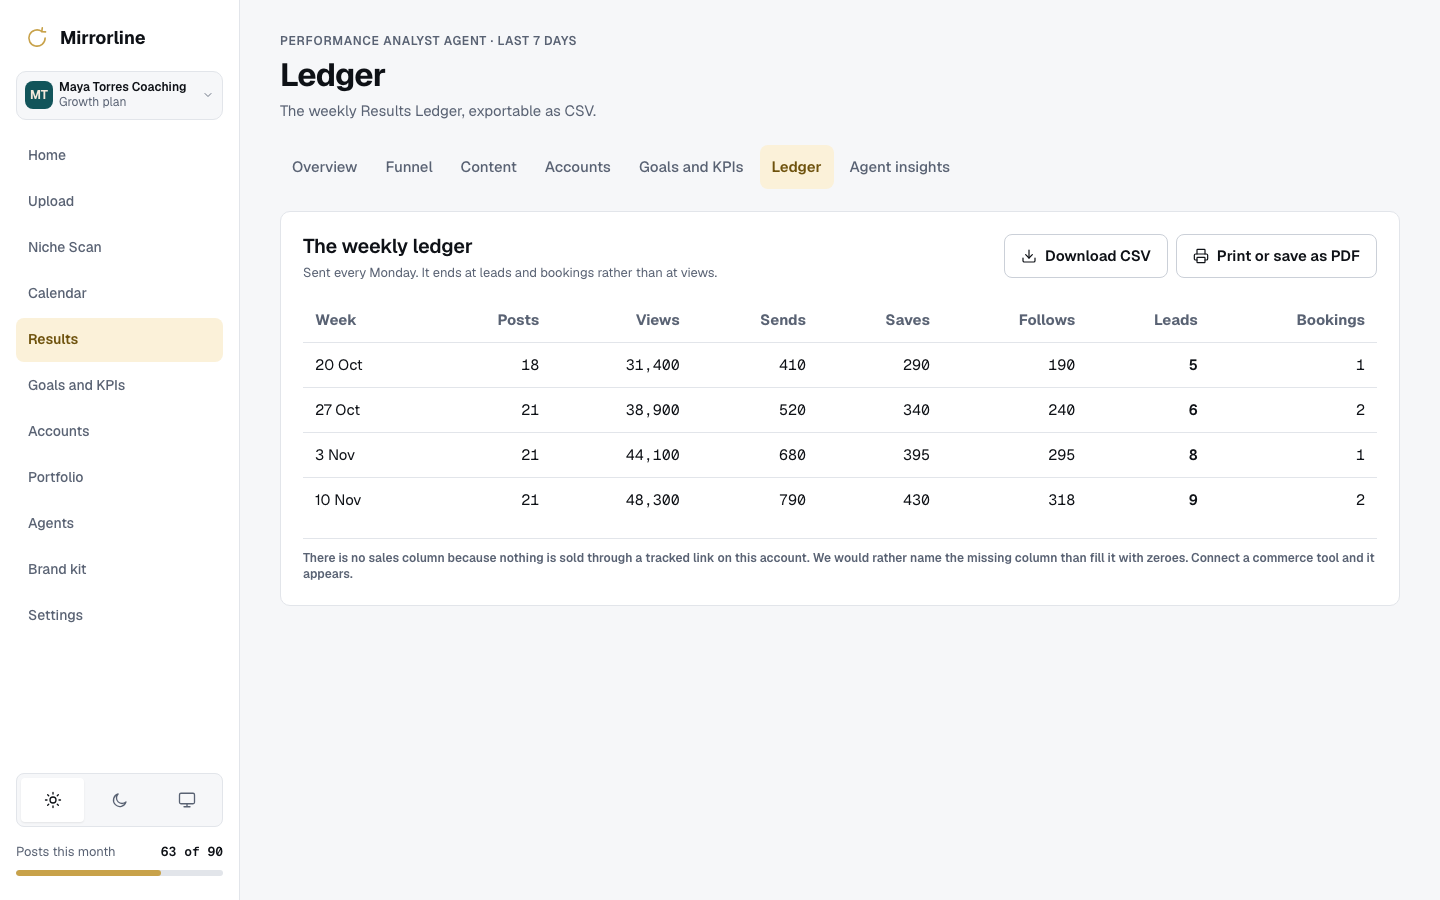 Mirrorline
MT
Maya Torres Coaching
Growth plan
Home
Upload
Niche Scan
Calendar
Results
Goals and KPIs
Accounts
Portfolio
Agents
Brand kit
Settings
Posts this month 63 of 90
PERFORMANCE ANALYST AGENT · LAST 7 DAYS
Ledger
The weekly Results Ledger, exportable as CSV.
Overview Funnel Content Accounts Goals and KPIs Ledger Agent insights
The weekly ledger
Sent every Monday. It ends at leads and bookings rather than at views.
Download CSV Print or save as PDF
Week Posts Views Sends Saves Follows Leads Bookings
20 Oct 18 31,400 410 290 190 5 1
27 Oct 21 38,900 520 340 240 6 2
3 Nov 21 44,100 680 395 295 8 1
10 Nov 21 48,300 790 430 318 9 2
There is no sales column because nothing is sold through a tracked link on this account. We would rather name the missing column than fill it with zeroes. Connect a commerce tool and it
appears.